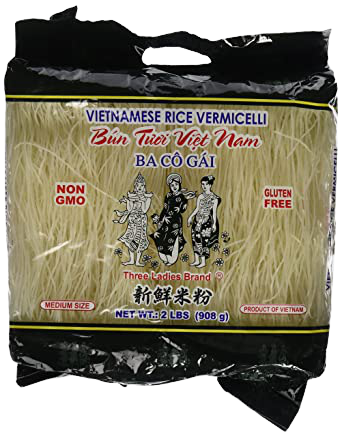 VIETNAMESE RICE VERMICELLI
Bún Tươi Việt Nam
BA CÔ GÁI
NON
GMO
GLUTEN
FREE
Three Ladies Brand ®
新鮮米粉
MEDIUM SIZE
PRODUCT OF VIETNAM
NET WT.: 2 LBS (908 g)